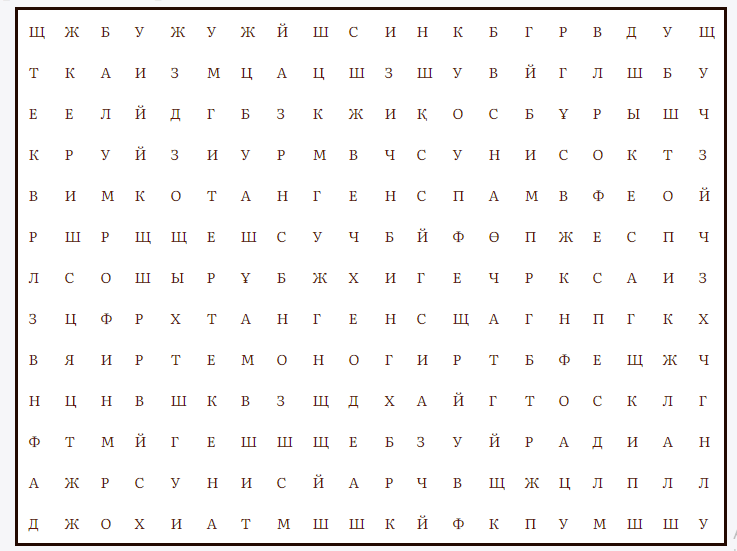 Щ Ж Б У Ж У Ж Й Ш С И Н К Б Г Р В Д У Щ
Т К А И З М Ц А Ц Ш З Ш У В Й Г Л Ш Б У
Е Е Л Й Д Г Б З К Ж И Қ О С Б Ұ Р Ы Ш Ч
К Р У Й З И У Р М В Ч С У Н И С О К Т З
В И М К О Т А Н Г Е Н С П А М В Ф Е О Й
Р Ш Р Щ Щ Е Ш С У Ч Б Й Ф Ө П Ж Е С П Ч
Л С О Ш Ы Р Ұ Б Ж Х И Г Е Ч Р К С А И З
З Ц Ф Р Х Т А Н Г Е Н С Щ А Г Н П Г К Х
В Я И Р Т Е М О Н О Г И Р Т Б Ф Е Щ Ж Ч
Н Ц Н В Ш К В З Щ Д Х А Й Г Т О С К Л Г
Ф Т М Й Г Е Ш Ш Щ Е Б З У Й Р А Д И А Н
А Ж Р С У Н И С Й А Р Ч В Щ Ж Ц Л П Л Л
Д Ж О Х И А Т М Ш Ш К Й Ф К П У М Ш Ш У